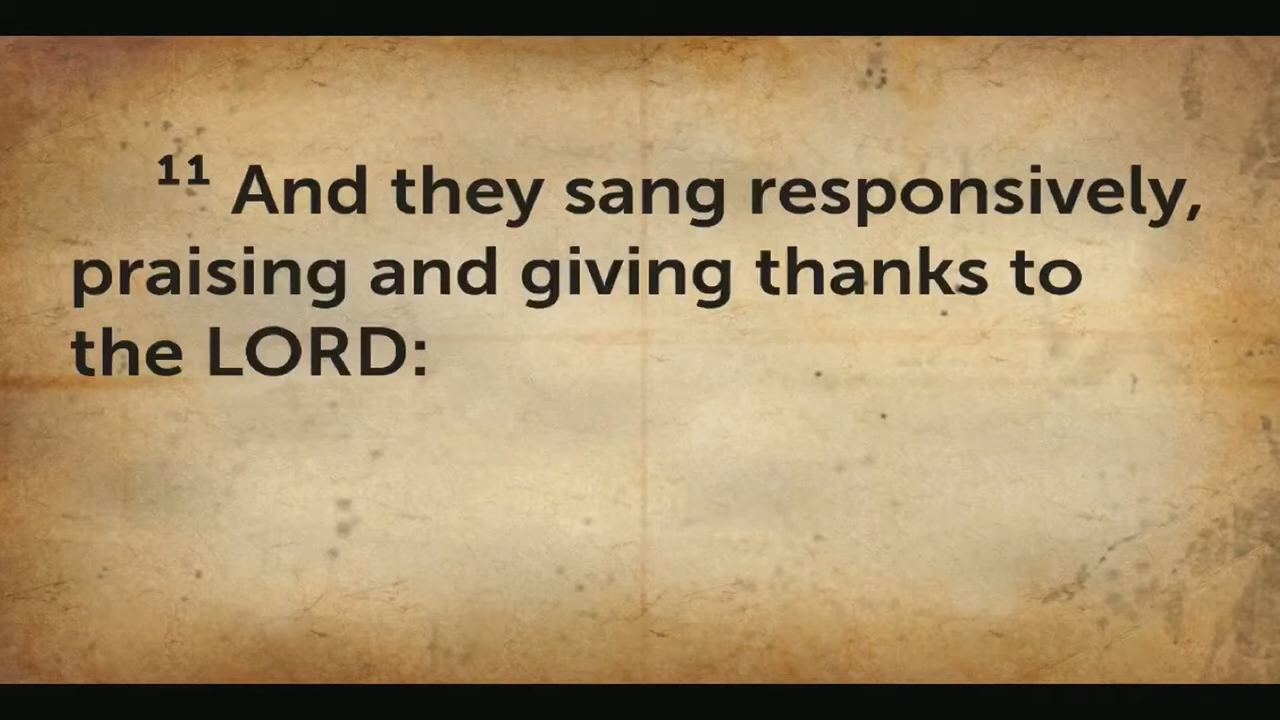 11 And they sang responsively,
praising and giving thanks to
the LORD: